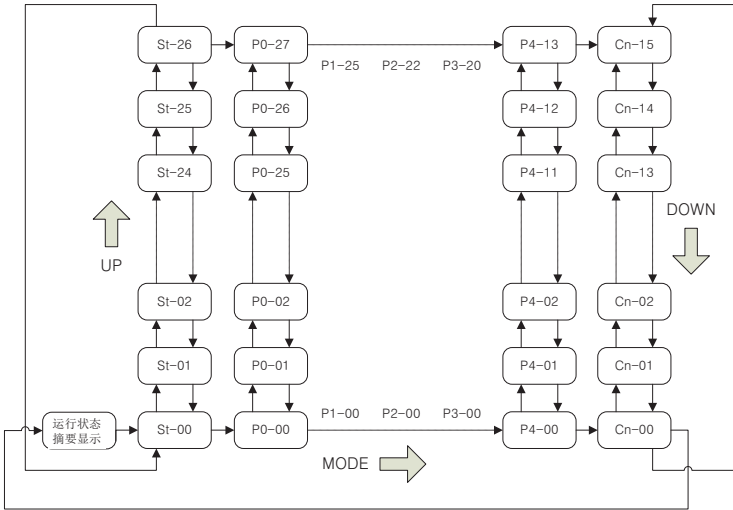 St-26 P0-27 P4-13 Cn-15
P1-25 P2-22 P3-20
St-25 P0-26 P4-12 Cn-14
St-24 P0-25 P4-11 Cn-13
DOWN
UP
St-02 P0-02 P4-02 Cn-02
St-01 P0-01 P4-01 Cn-01
P1-00 P2-00 P3-00
运行状态
摘要显示
St-00 P0-00 P4-00 Cn-00
MODE